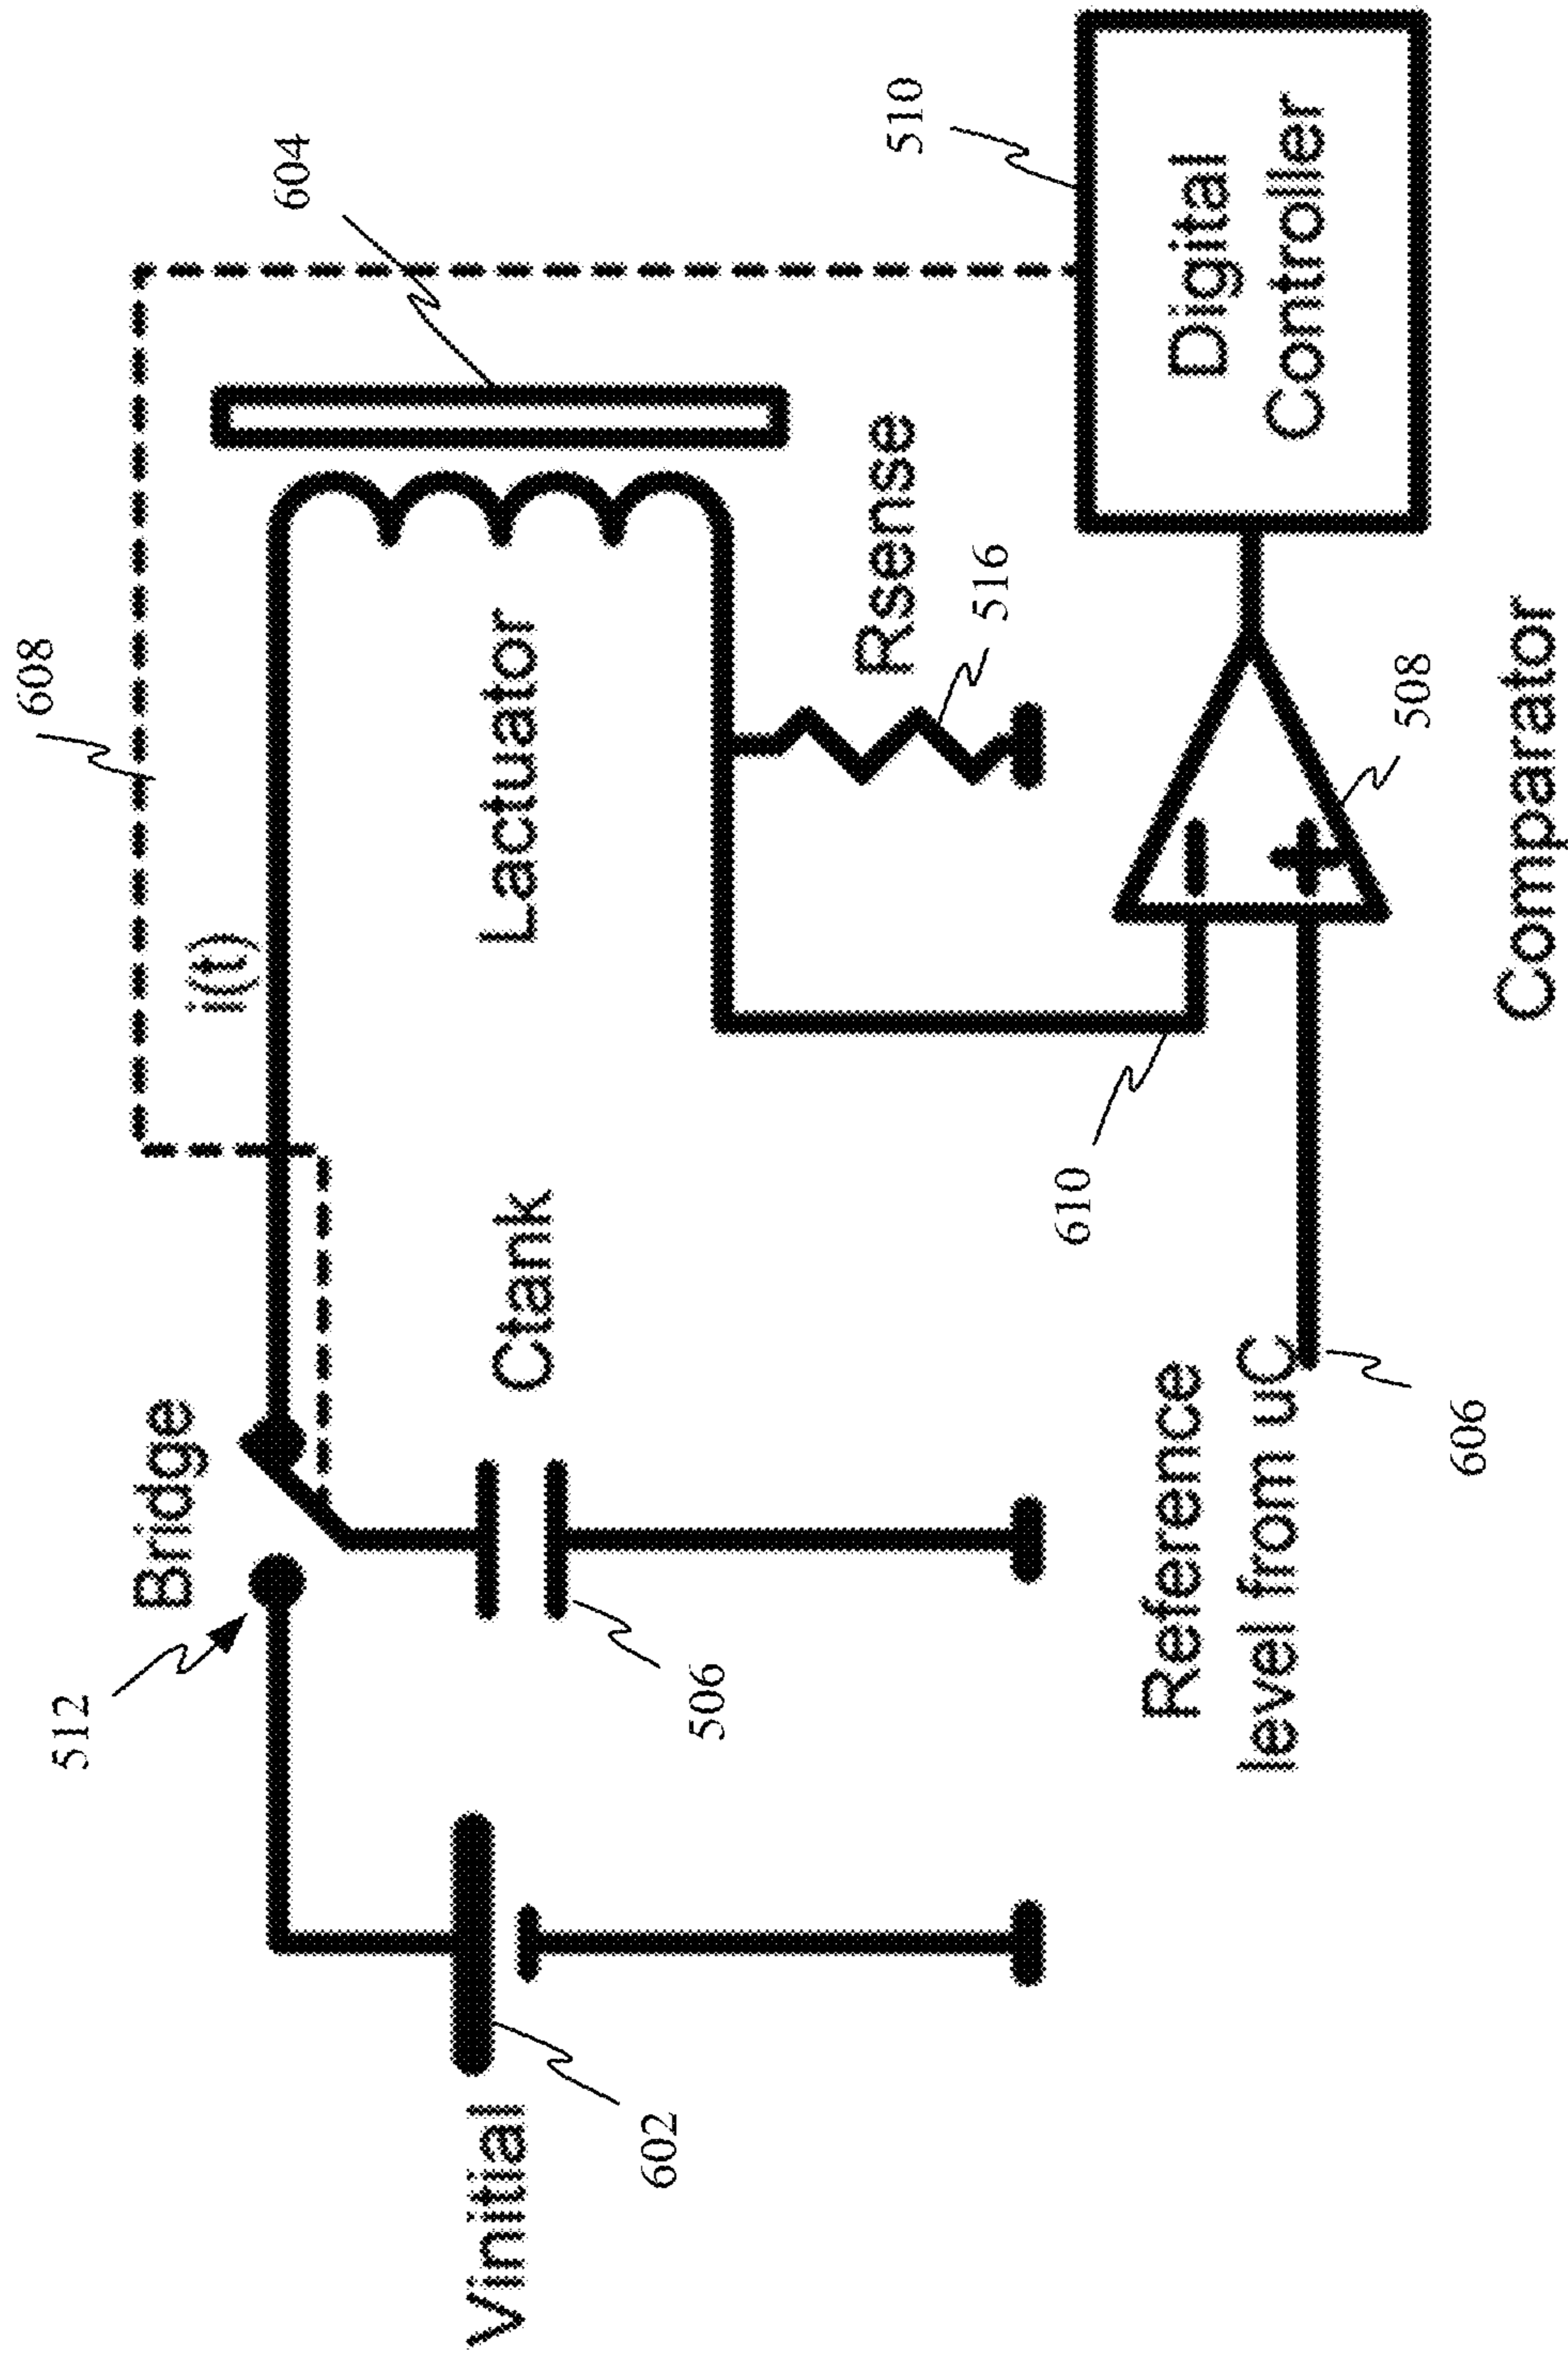 608
512
Bridge
i(t)
604
Vinitial
602
506
Ctank
Lactuator
Rsense
516
510
Reference
level from uC
606
610
508
Comparator
Digital
Controller